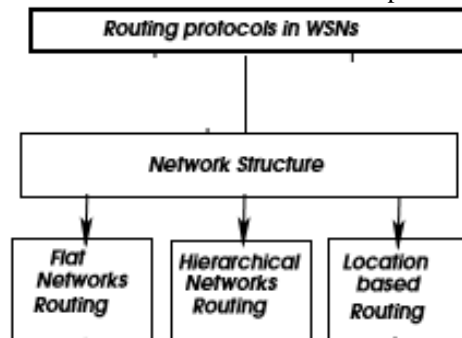 Routing protocols in WSNs
Network Structure
Flat
Networks
Routing
Hierarchical
Networks
Routing
Location
based
Routing